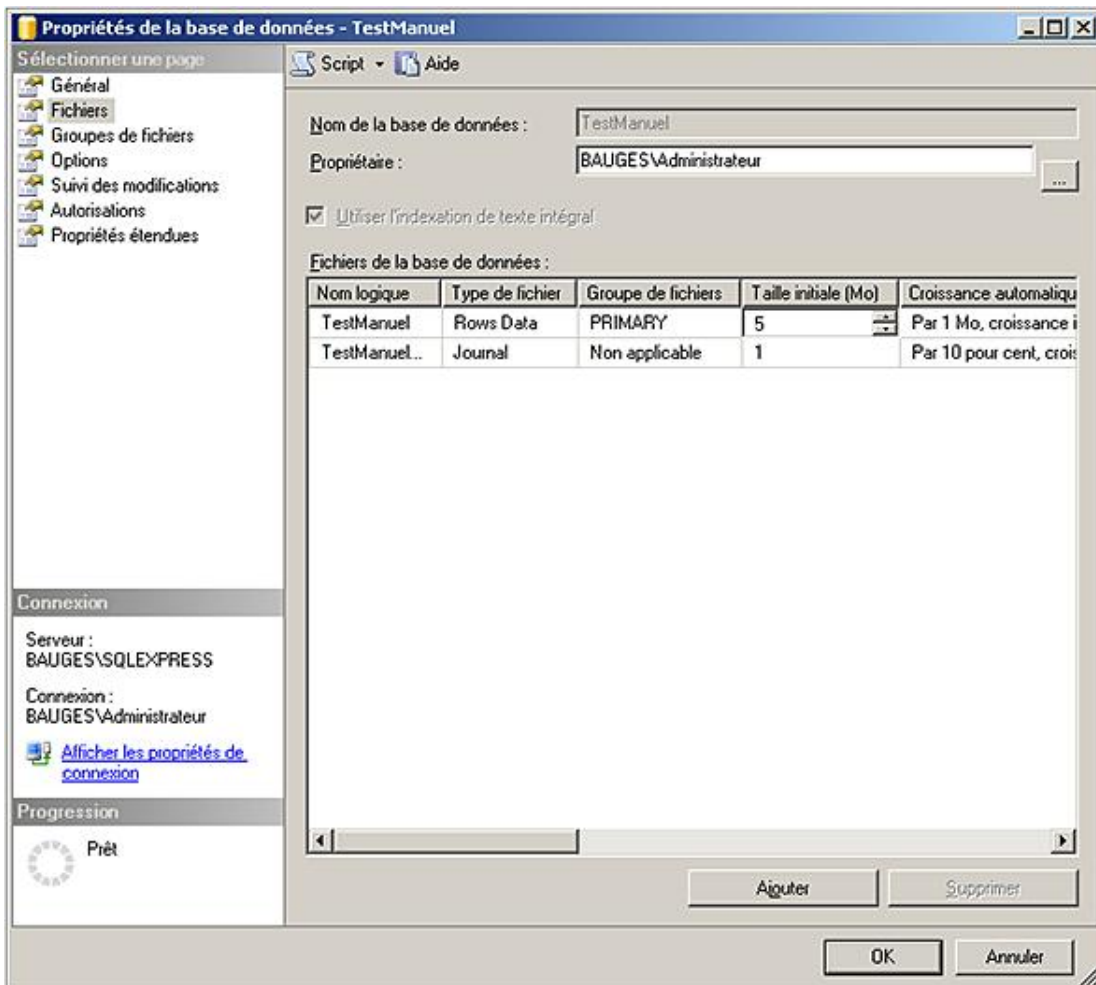 Propriétés de la base de données - TestManuel
Sélectionner une page
Général
Fichiers
Groupes de fichiers
Options
Suivi des modifications
Autorisations
Propriétés étendues
Script
Aide
Nom de la base de données : TestManuel
Propriétaire : BAUGES\Administrateur
...
Utiliser l'indexation de texte intégral
Fichiers de la base de données :
Nom logique Type de fichier Groupe de fichiers Taille initiale (Mo) Croissance automatiqu
TestManuel Rows Data PRIMARY 5 Par 1 Mo, croissance i
TestManuel... Journal Non applicable 1 Par 10 pour cent, crois
Connexion
Serveur :
BAUGES\SQLEXPRESS
Connexion :
BAUGES\Administrateur
Afficher les propriétés de
connexion
Progression
Prêt
Ajouter Supprimer
OK Annuler